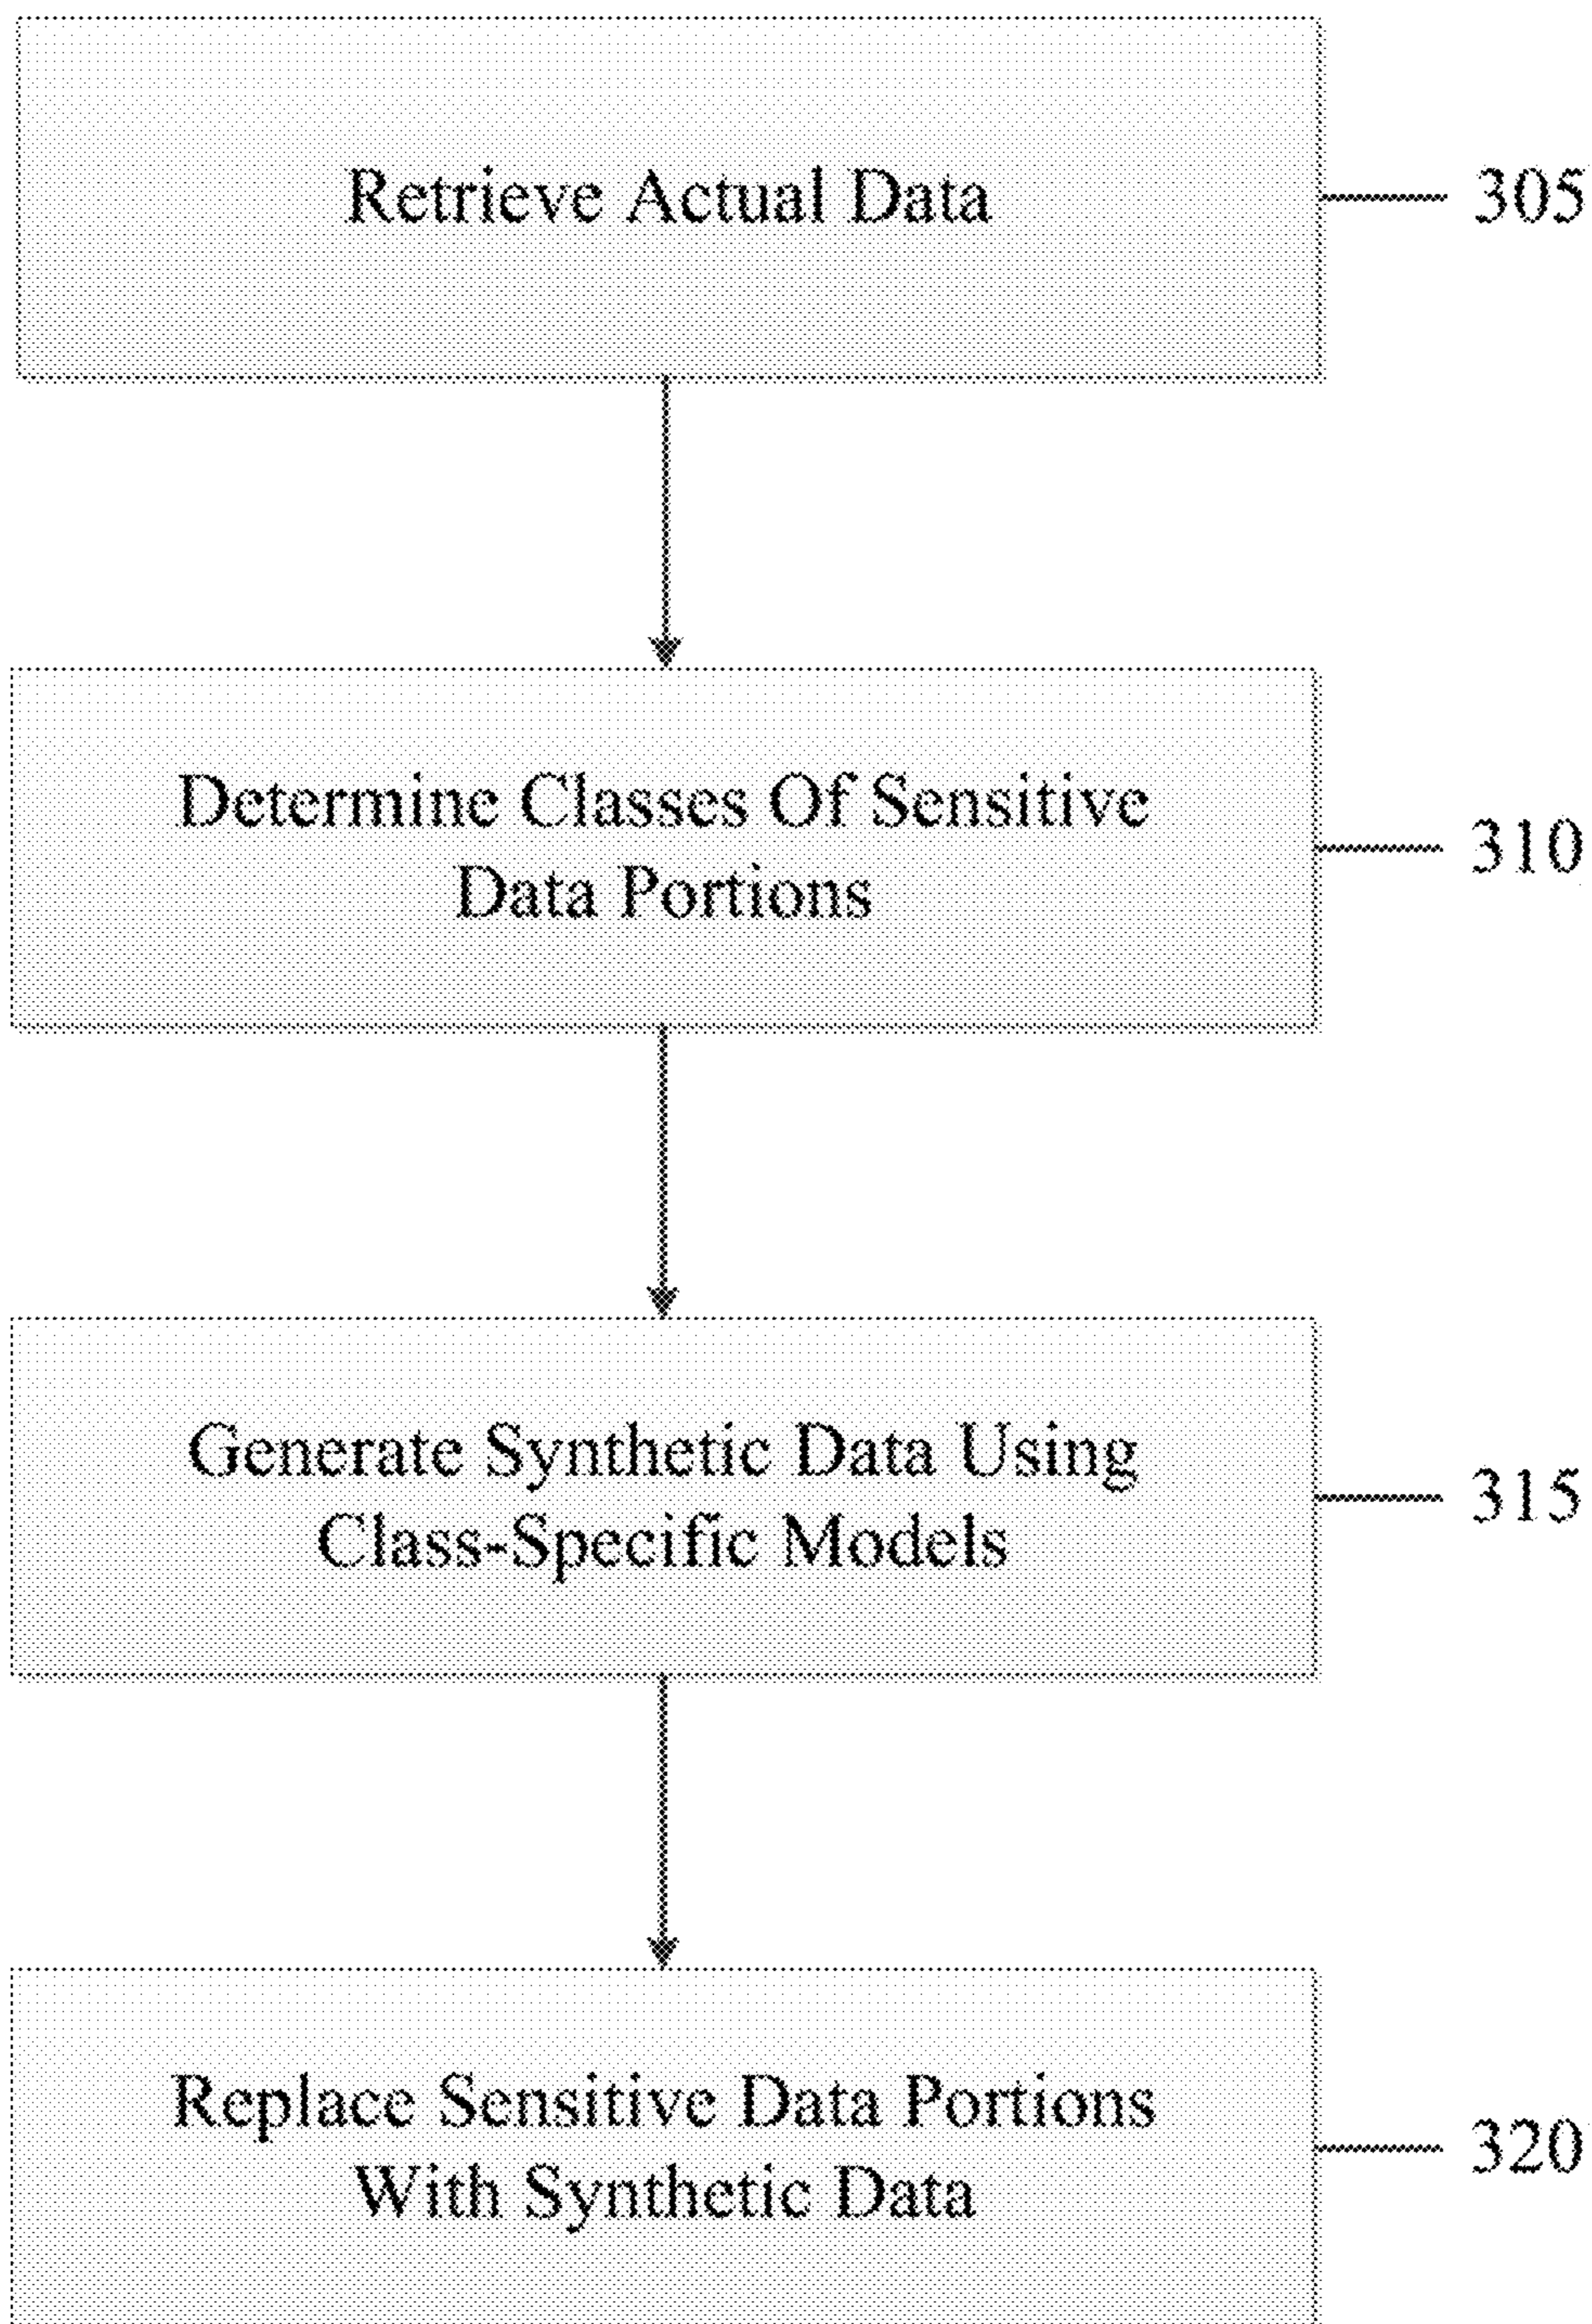 Retrieve Actual Data
305
Determine Classes Of Sensitive
Data Portions
310
Generate Synthetic Data Using
Class-Specific Models
315
Replace Sensitive Data Portions
With Synthetic Data
320